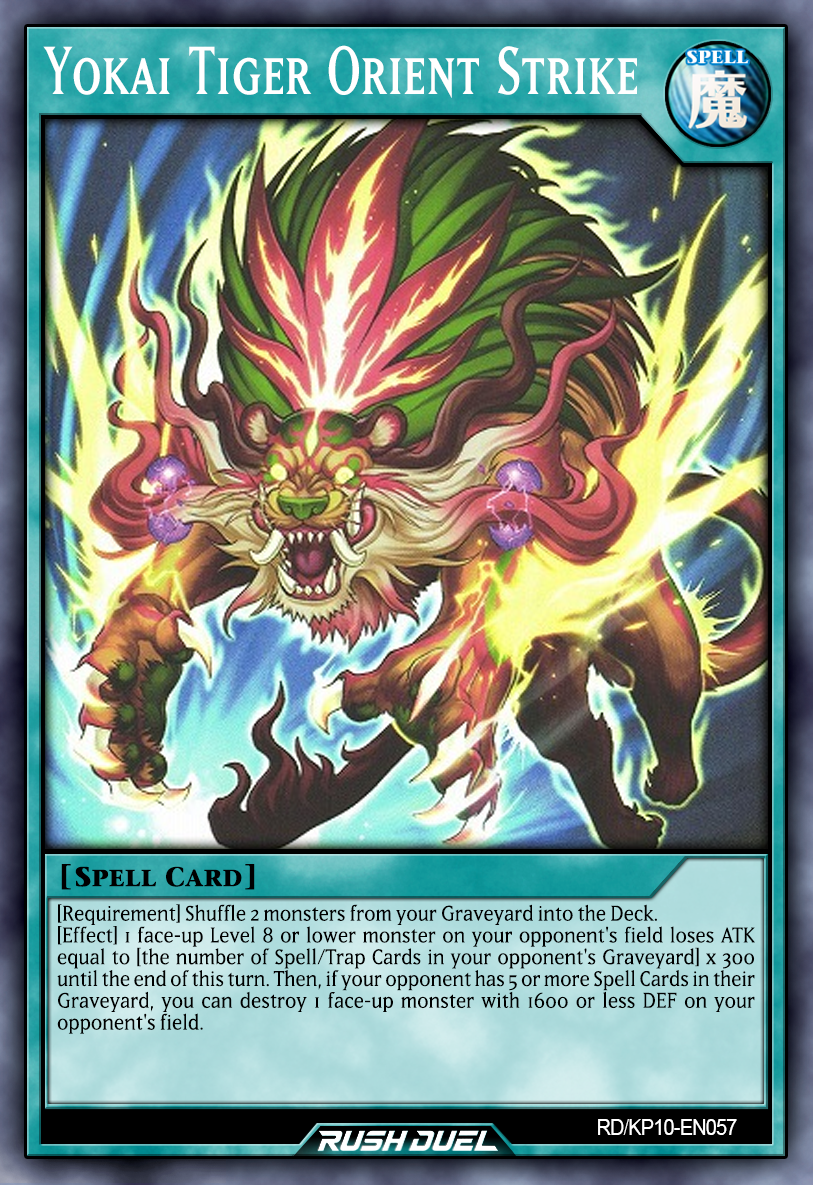 Yokai Tiger Orient Strike
SPELL
魔
[Spell Card]
[Requirement] Shuffle 2 monsters from your Graveyard into the Deck.
[Effect] 1 face-up Level 8 or lower monster on your opponent's field loses ATK
equal to [the number of Spell/Trap Cards in your opponent's Graveyard] x 300
until the end of this turn. Then, if your opponent has 5 or more Spell Cards in their
Graveyard, you can destroy 1 face-up monster with 1600 or less DEF on your
opponent's field.
RD/KP10-EN057
RUSH DUEL